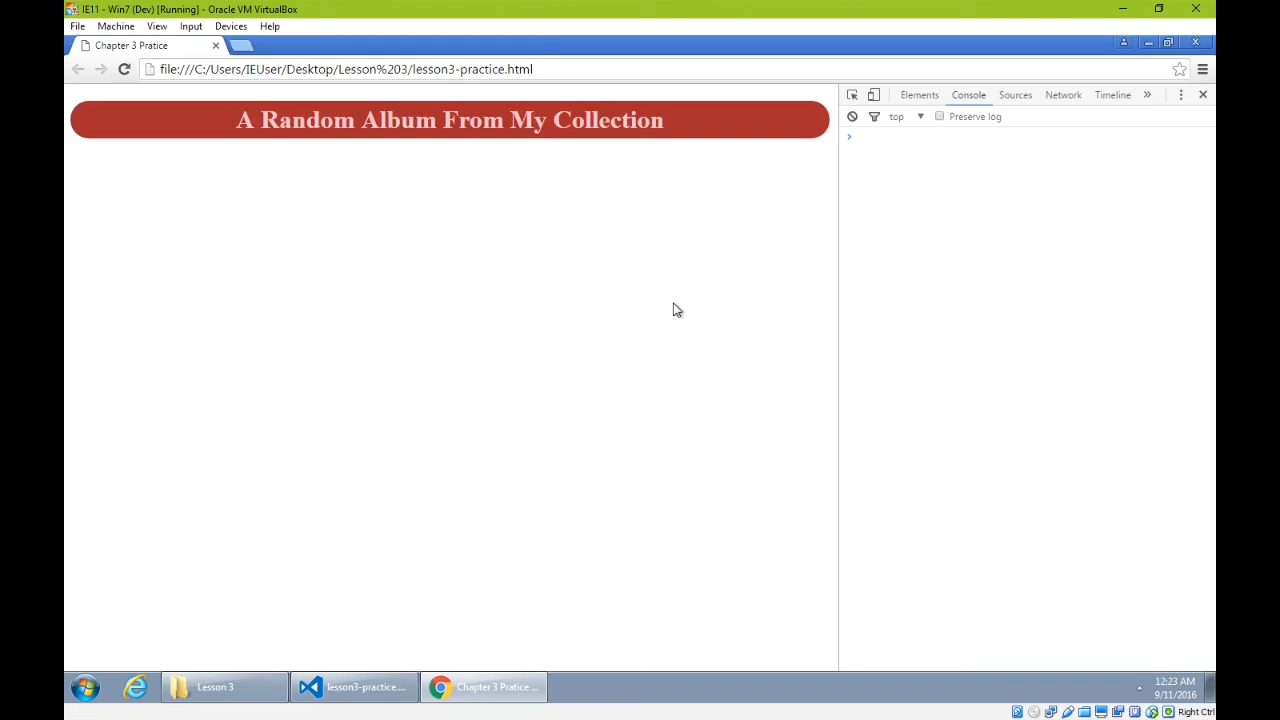 IE11 - Win7 (Dev) [Running] - Oracle VM VirtualBox
File Machine View Input Devices Help
Chapter 3 Pratice
file:///C:/Users/IEUser/Desktop/Lesson%203/lesson3-practice.html
Elements Console Sources Network Timeline »
top Preserve log
A Random Album From My Collection
Lesson 3
lesson3-practice....
Chapter 3 Pratice ...
12:23 AM
9/11/2016
Right Ctrl